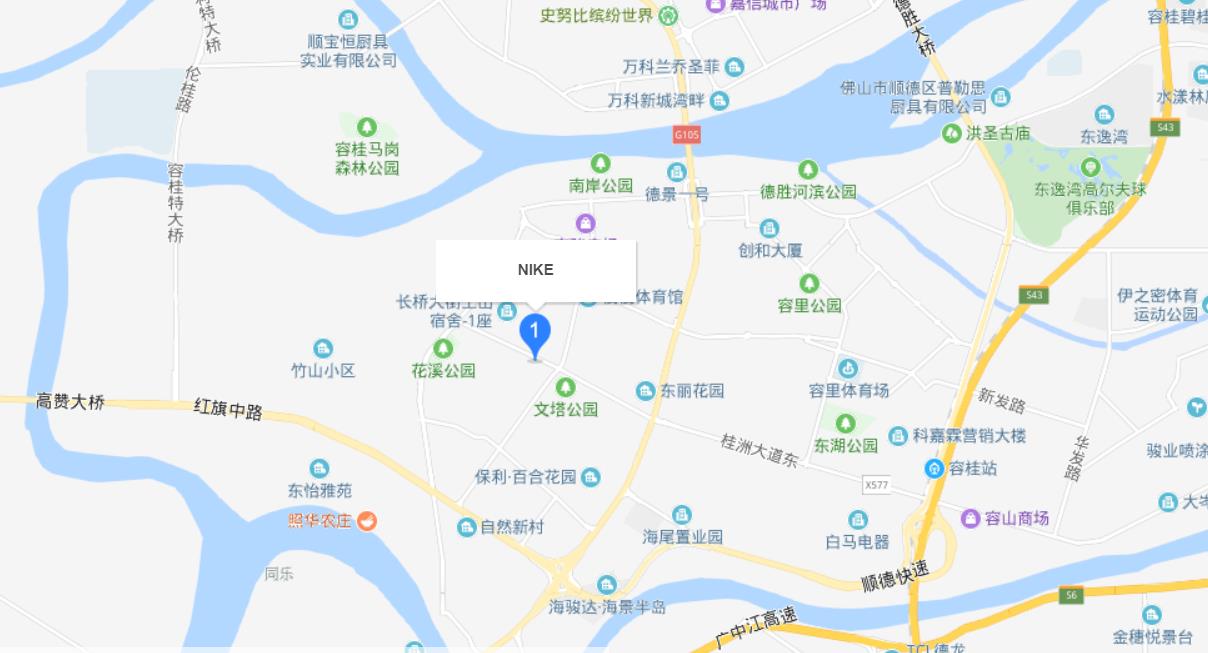 史努比缤纷世界
嘉信城市广场
德胜大桥
顺宝恒厨具
实业有限公司
伦桂路
万科兰乔圣菲
万科新城湾畔
佛山市顺德区普勒思
厨具有限公司
洪圣古庙
东逸湾
S43
G105
容桂马岗
森林公园
容桂特大桥
南岸公园
德景一号
德胜河滨公园
东逸湾高尔夫球
俱乐部
创和大厦
NIKE
体育馆
容里公园
S43
伊之密体育
运动公园
宿舍-1座
1
竹山小区
花溪公园
文塔公园
东丽花园
容里体育场
新发路
高赞大桥
红旗中路
桂洲大道东
东湖公园
科嘉霖营销大楼
华发路
骏业喷涂
容桂站
X577
保利·百合花园
东怡雅苑
照华农庄
自然新村
海尾置业园
白马电器
容山商场
大岑
同乐
顺德快速
海骏达·海景半岛
广中江高速
S6
金穗悦景台
TCL德龙